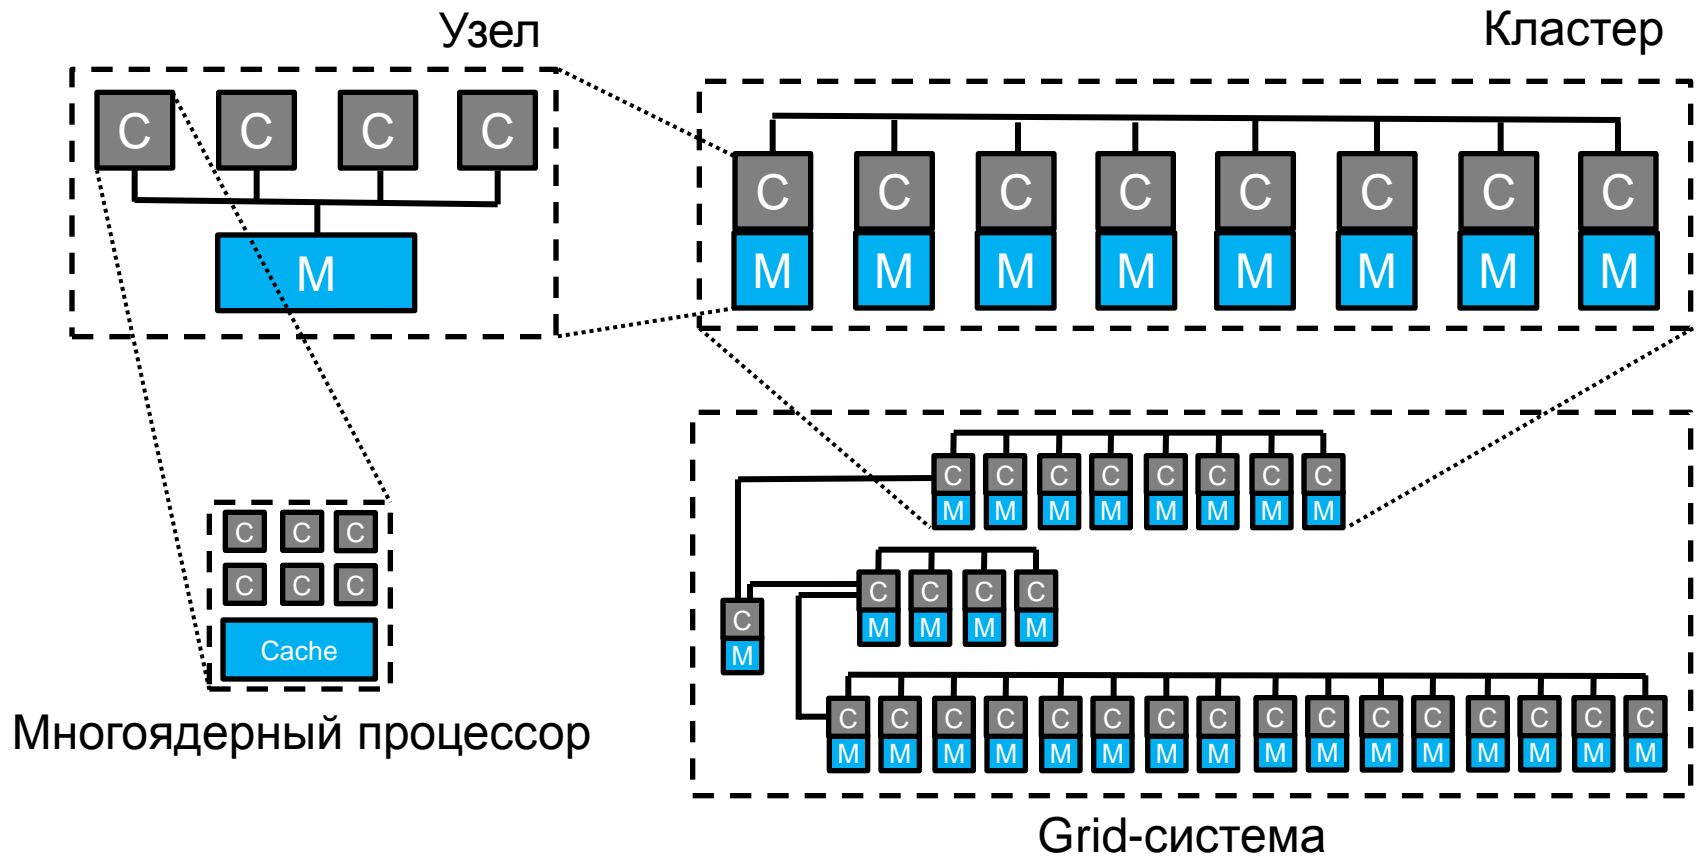 Узел
C C C C
M
Кластер
C C C C C C C C
M M M M M M M M
C C C
C C C
Cache
Многоядерный процессор
C C C C C C C C
M M M M M M M M
C C C C
M M M M
C
M
C C C C C C C C C C C C C C C C
M M M M M M M M M M M M M M M M
Grid-система